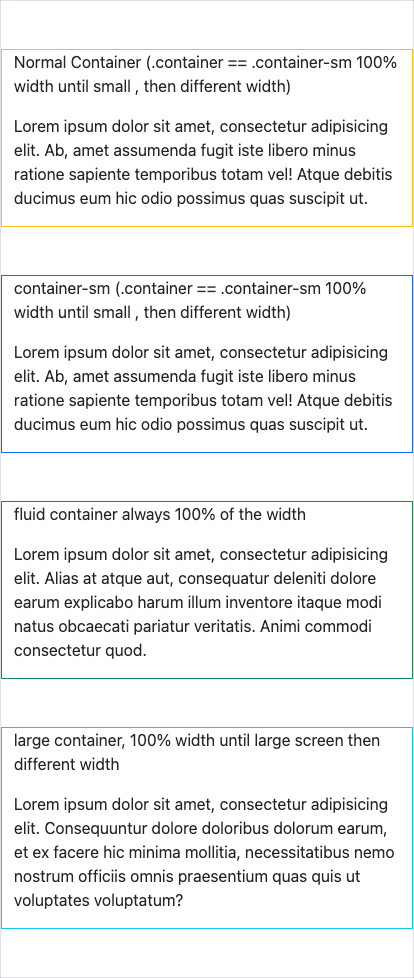 Normal Container (.container == .container-sm 100%
width until small , then different width)
Lorem ipsum dolor sit amet, consectetur adipisicing
elit. Ab, amet assumenda fugit iste libero minus
ratione sapiente temporibus totam vel! Atque debitis
ducimus eum hic odio possimus quas suscipit ut.
container-sm (.container == .container-sm 100%
width until small , then different width)
Lorem ipsum dolor sit amet, consectetur adipisicing
elit. Ab, amet assumenda fugit iste libero minus
ratione sapiente temporibus totam vel! Atque debitis
ducimus eum hic odio possimus quas suscipit ut.
fluid container always 100% of the width
Lorem ipsum dolor sit amet, consectetur adipisicing
elit. Alias at atque aut, consequatur deleniti dolore
earum explicabo harum illum inventore itaque modi
natus obcaecati pariatur veritatis. Animi commodi
consectetur quod.
large container, 100% width until large screen then
different width
Lorem ipsum dolor sit amet, consectetur adipisicing
elit. Consequuntur dolore doloribus dolorum earum,
et ex facere hic minima mollitia, necessitatibus nemo
nostrum officiis omnis praesentium quas quis ut
voluptates voluptatum?